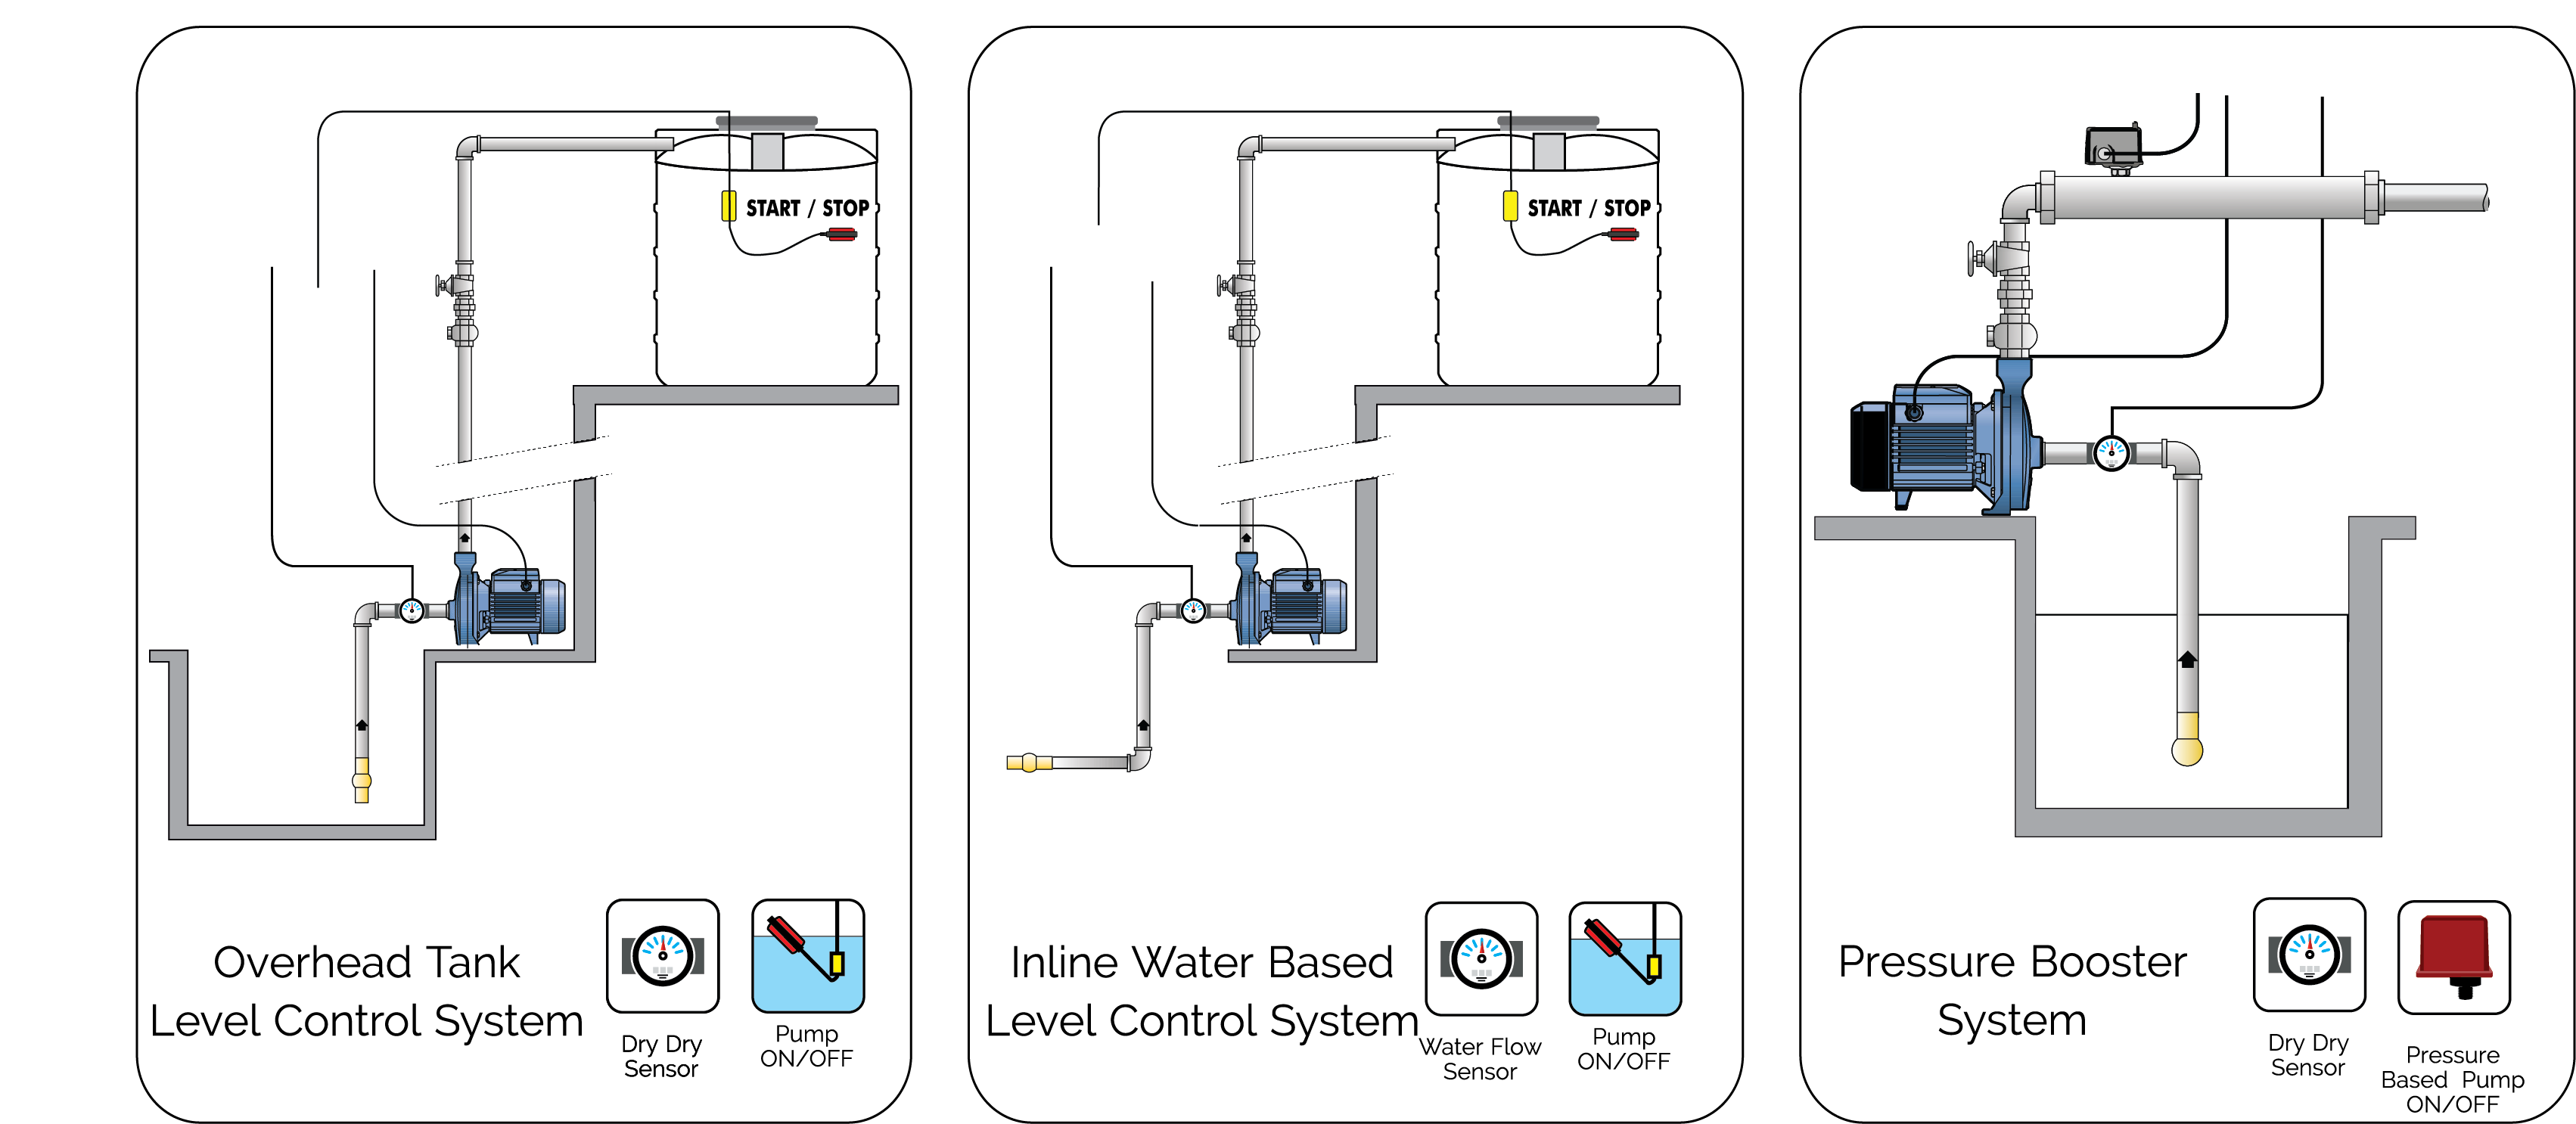 START / STOP
Overhead Tank
Level Control System
Dry Dry
Sensor
Pump
ON/OFF
START / STOP
Inline Water Based
Level Control System
Water Flow
Sensor
Pump
ON/OFF
Pressure Booster
System
Dry Dry
Sensor
Pressure
Based Pump
ON/OFF